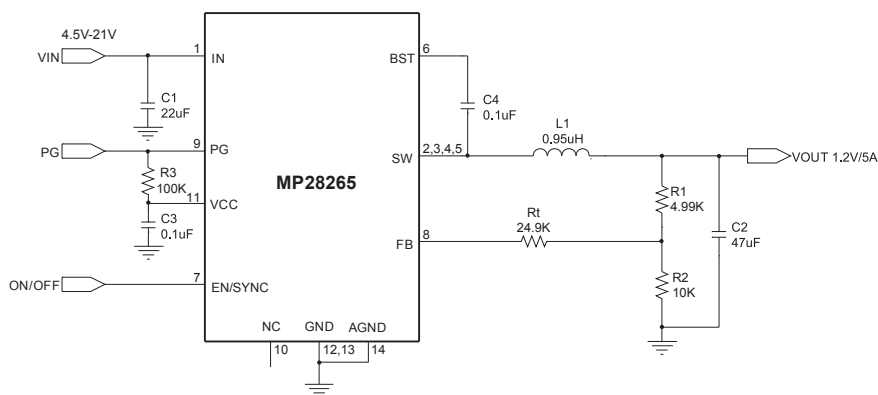 4.5V-21V
VIN
1
IN
C1
22uF
PG
9
PG
R3
100K
11
VCC
C3
0.1uF
ON/OFF
7
EN/SYNC
MP28265
NC
GND
AGND
10
12,13
14
BST
6
C4
0.1uF
SW
2,3,4,5
L1
0.95uH
VOUT 1.2V/5A
FB
8
Rt
24.9K
R1
4.99K
C2
47uF
R2
10K